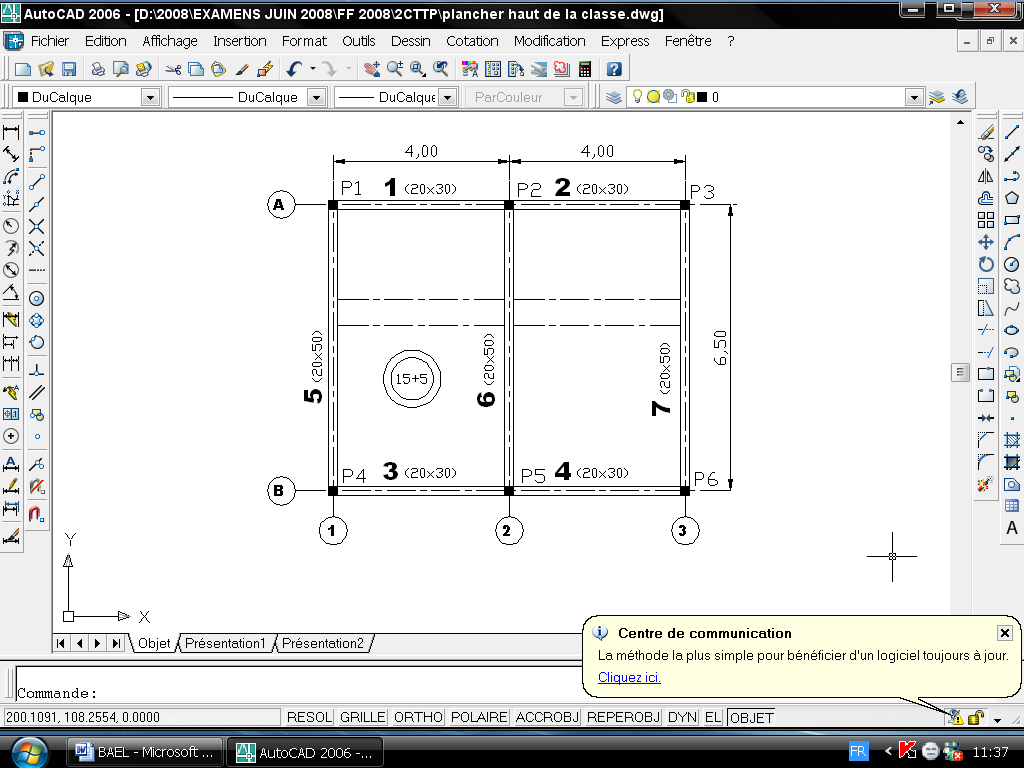 AutoCAD 2006 - [D:\2008\EXAMENS JUIN 2008\FF 2008\2CTTP\plancher haut de la classe.dwg]
Fichier Edition Affichage Insertion Format Outils Dessin Cotation Modification Express Fenêtre ?
DuCalque DuCalque DuCalque ParCouleur 0
4,00 4,00
P1 1 (20x30) P2 2 (20x30) P3
A
5 (20x50)
6 (20x50)
7 (20x50)
6,50
15+5
P4 3 (20x30) P5 4 (20x30) P6
B
1 2 3
Y
X
Objet Présentation1 Présentation2
Centre de communication
La méthode la plus simple pour bénéficier d'un logiciel toujours à jour.
Cliquez ici.
Commande:
200.1091, 108.2554, 0.0000 RESOL GRILLE ORTHO POLAIRE ACCROBJ REPEROBJ DYN EL OBJET
BAEL - Microsoft ... AutoCAD 2006 - ... FR 11:37